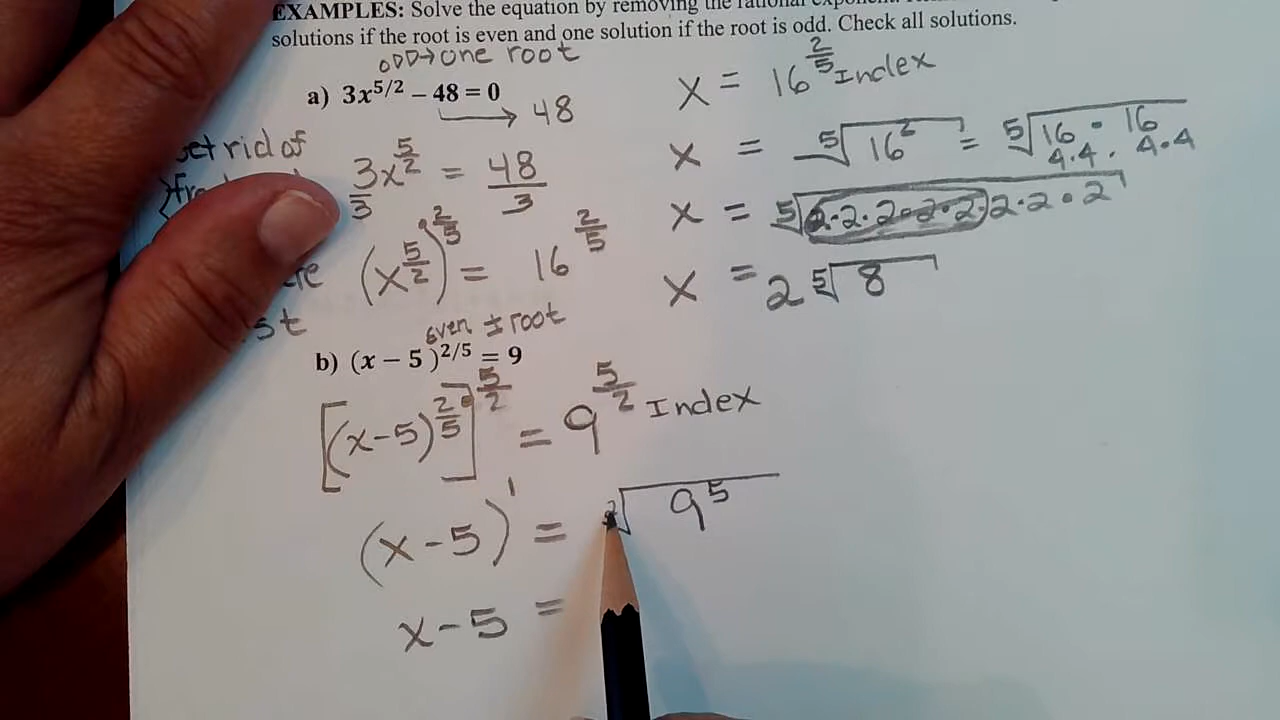 EXAMPLES: Solve the equation by removing the rational exponent.
solutions if the root is even and one solution if the root is odd. Check all solutions.
ODD→one root
a) 3x^{5/2} – 48 = 0
→ 48
get rid of
3x^{5/2}/3 = 48/3
(x^{5/2})^{2/5} = 16^{2/5}
st
x = 16^{2/5} Index
x = ⁵√16² = ⁵√16 · 16
4·4 · 4·4
x = ⁵√(2·2·2·2·2)·2·2·2
x = 2 ⁵√8
even ± root
b) (x – 5 )^{2/5} = 9
[(x-5)^{2/5}]^{5/2} = 9^{5/2} Index
(x-5)^1 = ²√9⁵
x-5 =